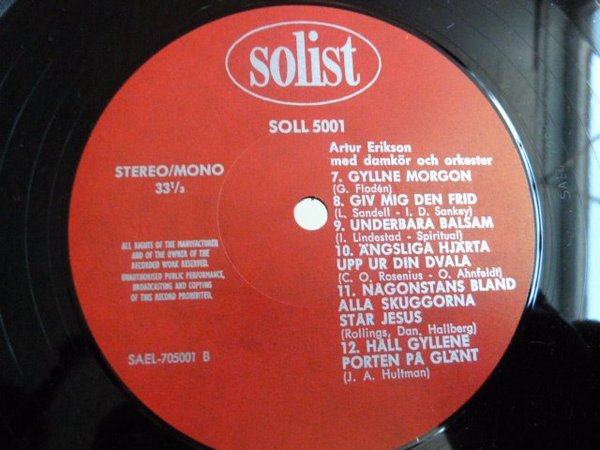 solist
SOLL 5001
STEREO/MONO
33 1/3
Artur Erikson
med damkör och orkester
7. GYLLNE MORGON
(G. Flodén)
8. GIV MIG DEN FRID
(L. Sandell - I. D. Sankey)
9. UNDERBARA BALSAM
(I. Lindestad - Spiritual)
10. ÄNGSLIGA HJÄRTA
UPP UR DIN DVALA
(C. O. Rosenius - O. Ahnfeldt)
11. NÅGONSTANS BLAND
ALLA SKUGGORNA
STÅR JESUS
(Rollings, Dan. Hallberg)
12. HÅLL GYLLENE
PORTEN PÅ GLÄNT
(J. A. Hultman)
ALL RIGHTS OF THE MANUFACTURER
AND OF THE OWNER OF THE
RECORDED WORK RESERVED.
UNAUTHORISED PUBLIC PERFORMANCE,
BROADCASTING AND COPYING
OF THIS RECORD PROHIBITED.
SAEL-705001 B